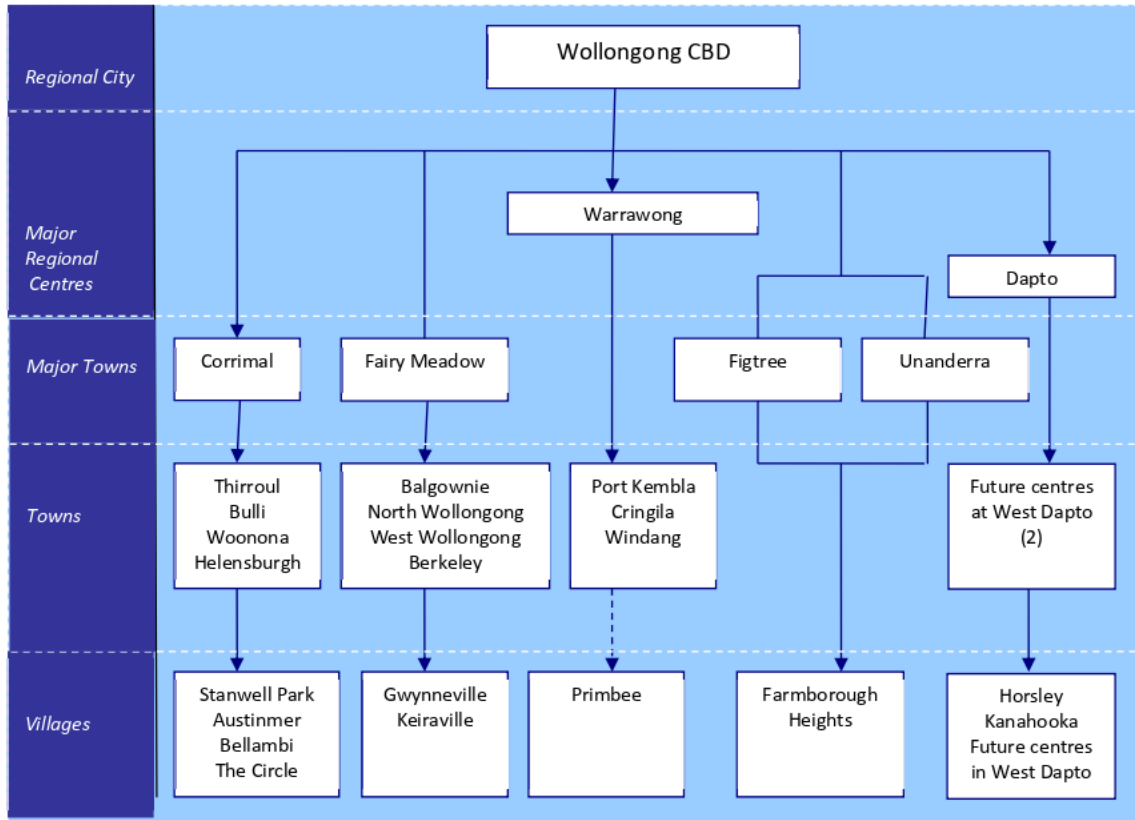 Wollongong CBD
Regional City
Warrawong
Major
Regional
Centres
Dapto
Major Towns
Corrimal
Fairy Meadow
Figtree
Unanderra
Towns
Thirroul
Bulli
Woonona
Helensburgh
Balgownie
North Wollongong
West Wollongong
Berkeley
Port Kembla
Cringila
Windang
Future centres
at West Dapto
(2)
Villages
Stanwell Park
Austinmer
Bellambi
The Circle
Gwynneville
Keiraville
Primbee
Farmborough
Heights
Horsley
Kanahooka
Future centres
in West Dapto